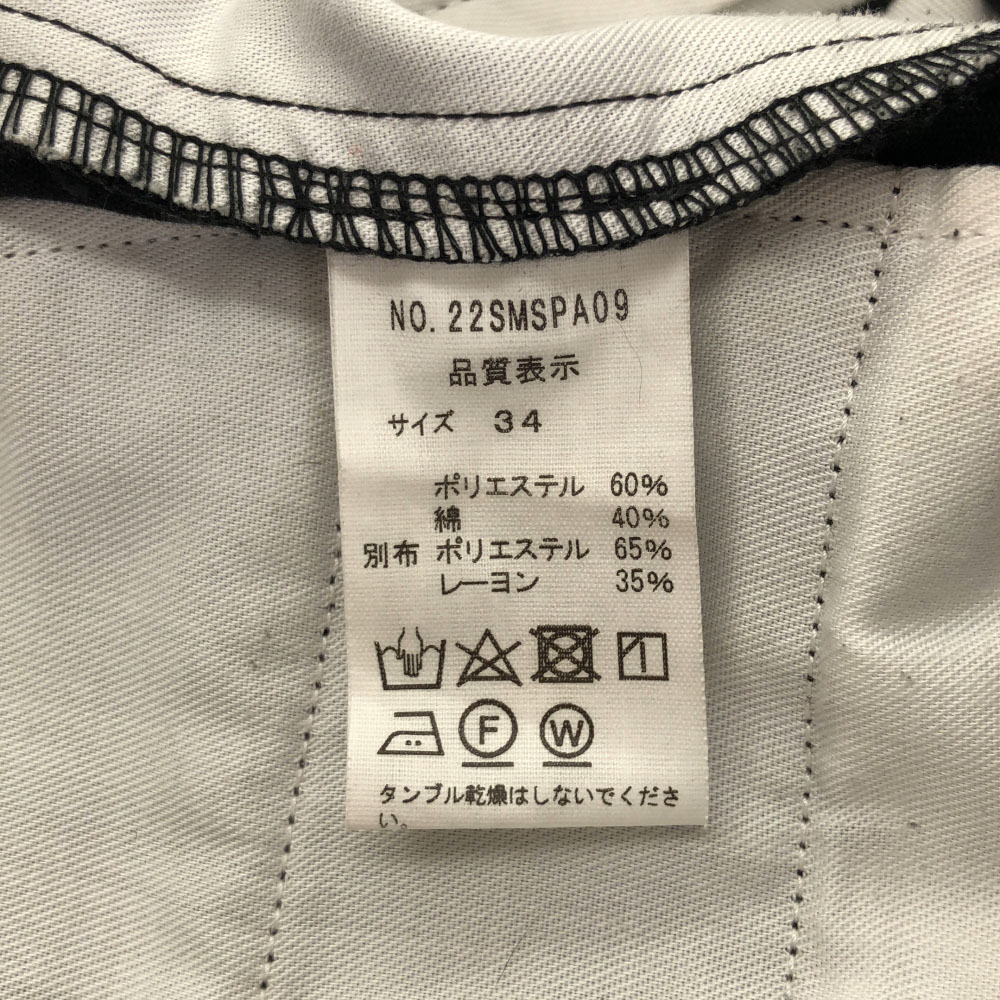 NO. 22SMSPA09
品質表示
サイズ 34
ポリエステル 60%
綿 40%
別布 ポリエステル 65%
レーヨン 35%
F W
タンブル乾燥はしないでくださ
い。